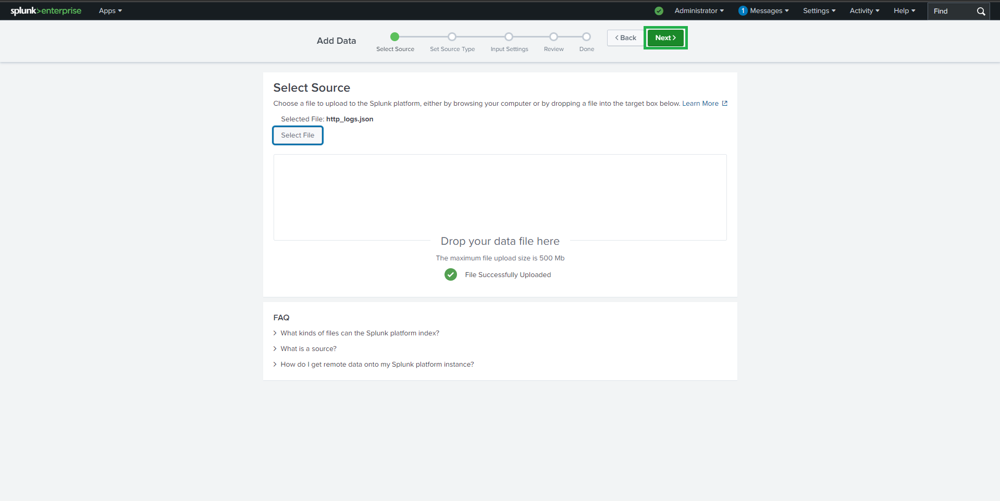 splunk>enterprise Apps Administrator 1 Messages Settings Activity Help Find
Add Data
Select Source Set Source Type Input Settings Review Done
< Back Next >
Select Source
Choose a file to upload to the Splunk platform, either by browsing your computer or by dropping a file into the target box below. Learn More
Selected File: http_logs.json
Select File
Drop your data file here
The maximum file upload size is 500 Mb
File Successfully Uploaded
FAQ
> What kinds of files can the Splunk platform index?
> What is a source?
> How do I get remote data onto my Splunk platform instance?